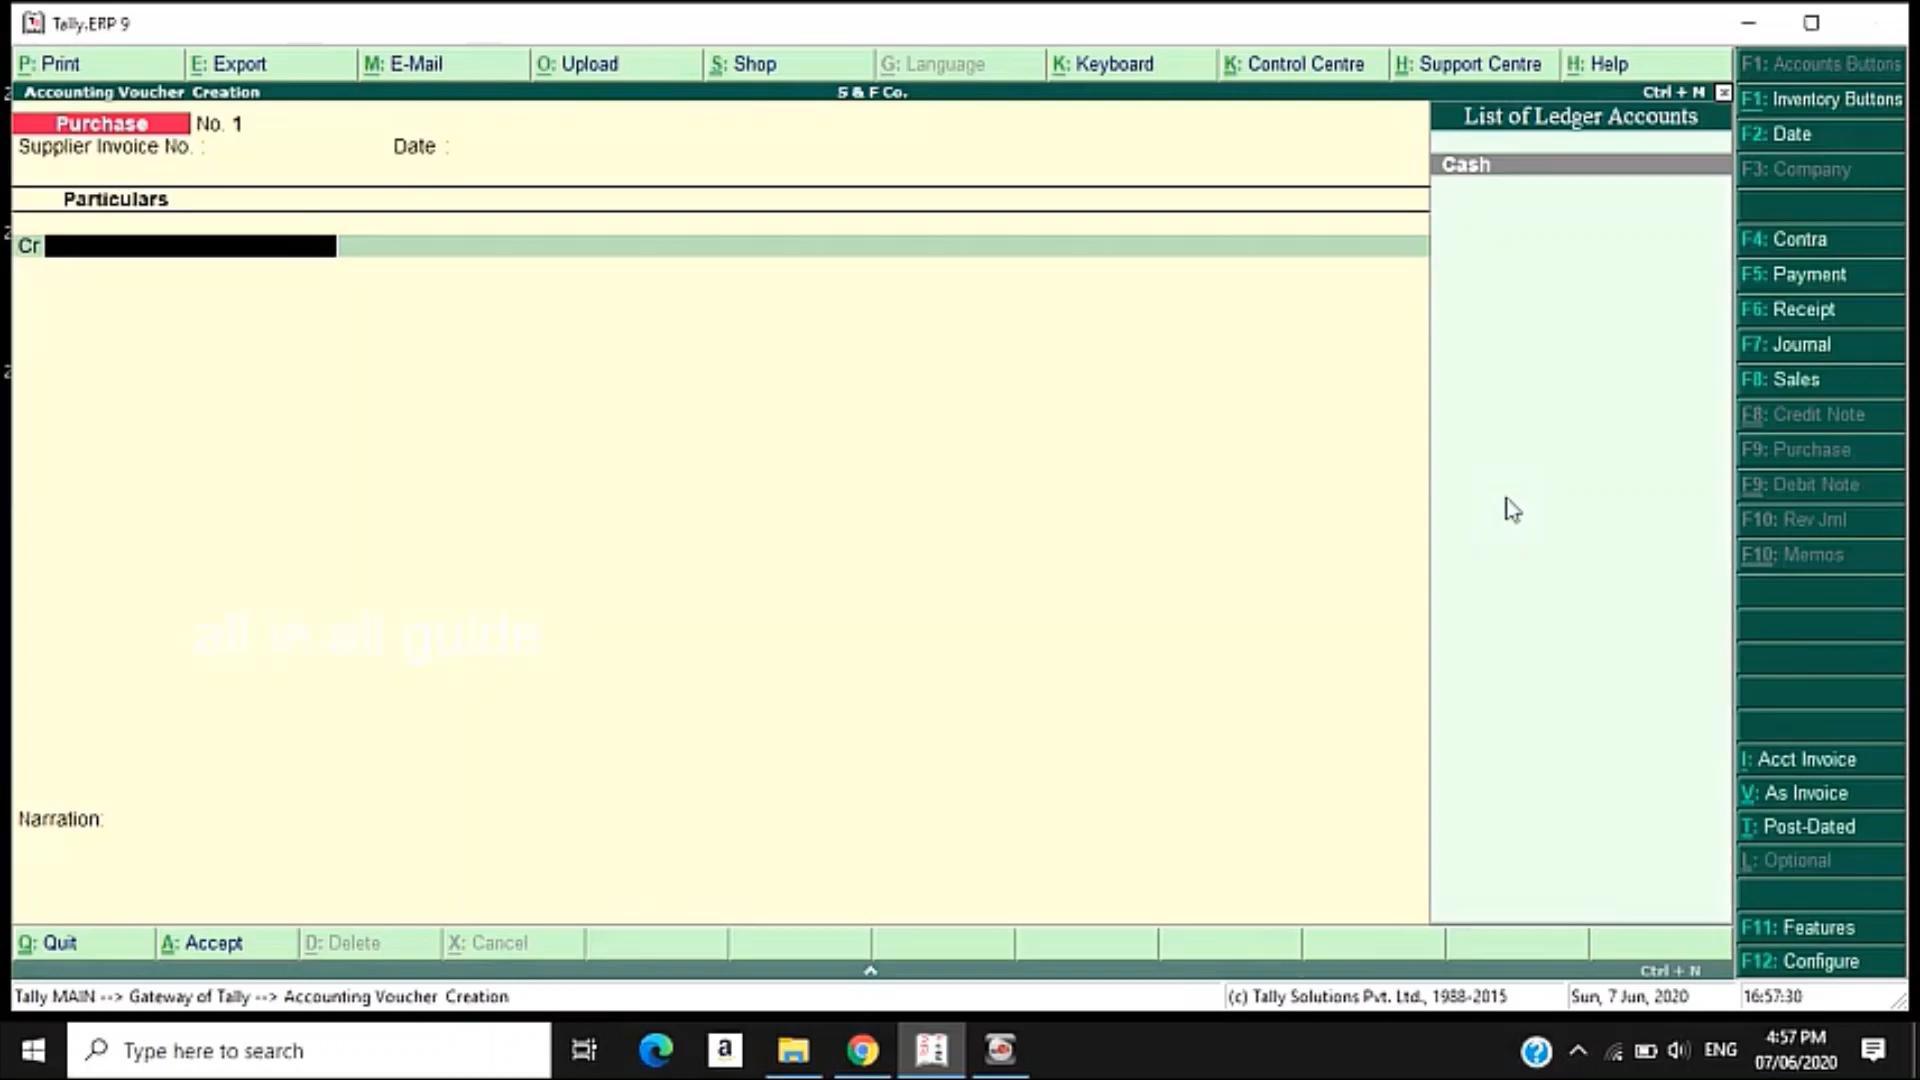 Tally.ERP 9
P: Print E: Export M: E-Mail O: Upload S: Shop G: Language K: Keyboard K: Control Centre H: Support Centre H: Help
Accounting Voucher Creation S & F Co. Ctrl + M
Purchase No. 1
Supplier Invoice No. : Date :
Particulars
Cr
List of Ledger Accounts
Cash
F1: Accounts Buttons
F1: Inventory Buttons
F2: Date
F3: Company
F4: Contra
F5: Payment
F6: Receipt
F7: Journal
F8: Sales
F8: Credit Note
F9: Purchase
F9: Debit Note
F10: Rev Jrnl
F10: Memos
I: Acct Invoice
V: As Invoice
T: Post-Dated
L: Optional
F11: Features
F12: Configure
all in all guide
Narration:
Q: Quit A: Accept D: Delete X: Cancel
Ctrl + N
Tally MAIN --> Gateway of Tally --> Accounting Voucher Creation (c) Tally Solutions Pvt. Ltd., 1988-2015 Sun, 7 Jun, 2020 16:57:30
Type here to search
a
ENG
4:57 PM
07/06/2020